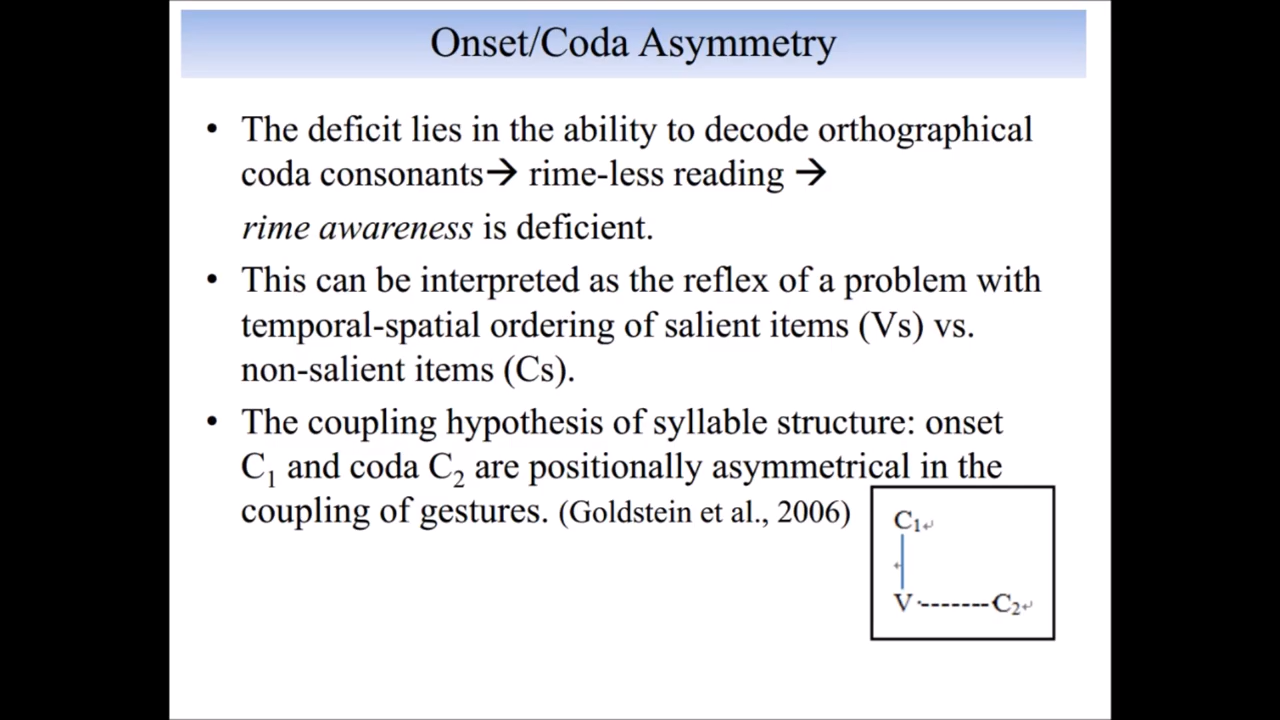 Onset/Coda Asymmetry
• The deficit lies in the ability to decode orthographical
coda consonants→ rime-less reading →
rime awareness is deficient.
• This can be interpreted as the reflex of a problem with
temporal-spatial ordering of salient items (Vs) vs.
non-salient items (Cs).
• The coupling hypothesis of syllable structure: onset
C₁ and coda C₂ are positionally asymmetrical in the
coupling of gestures. (Goldstein et al., 2006)
C₁↵
V ------- C₂↵